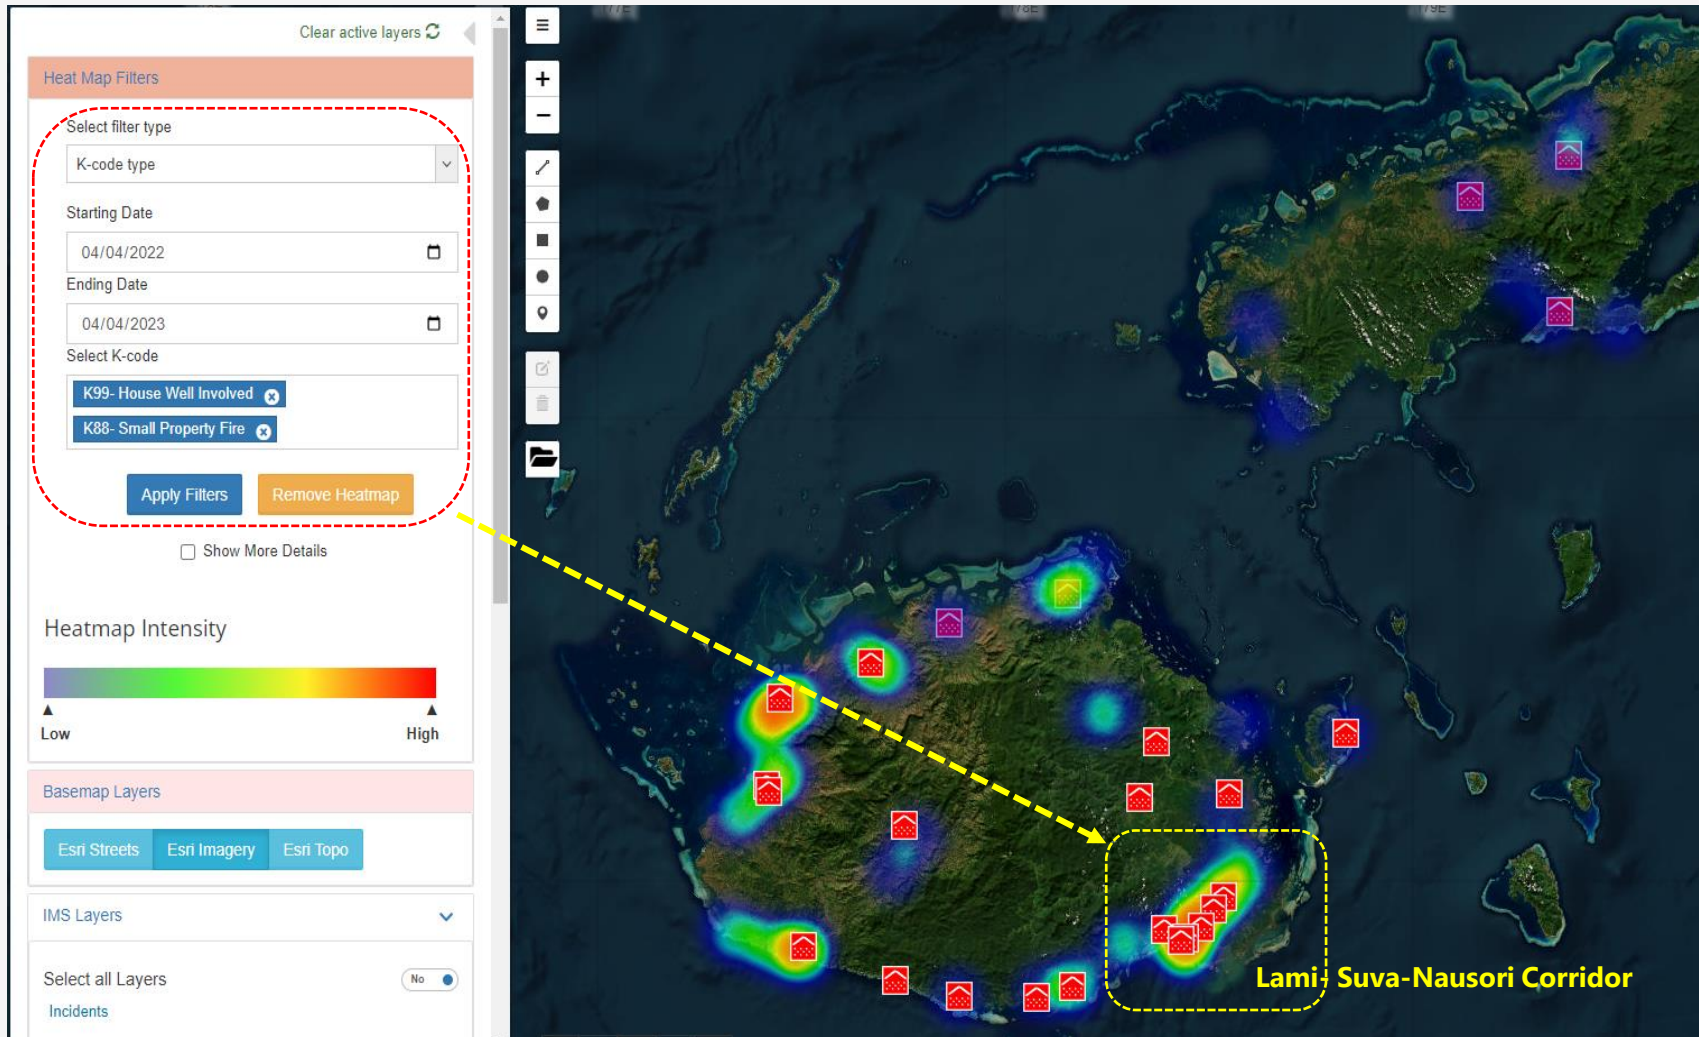 Clear active layers
Heat Map Filters
Select filter type
K-code type
Starting Date
04/04/2022
Ending Date
04/04/2023
Select K-code
K99- House Well Involved
K88- Small Property Fire
Apply Filters
Remove Heatmap
Show More Details
Heatmap Intensity
Low
High
Basemap Layers
Esri Streets
Esri Imagery
Esri Topo
IMS Layers
Select all Layers
No
Incidents
177E
178E
179E
+
−
Lami- Suva-Nausori Corridor